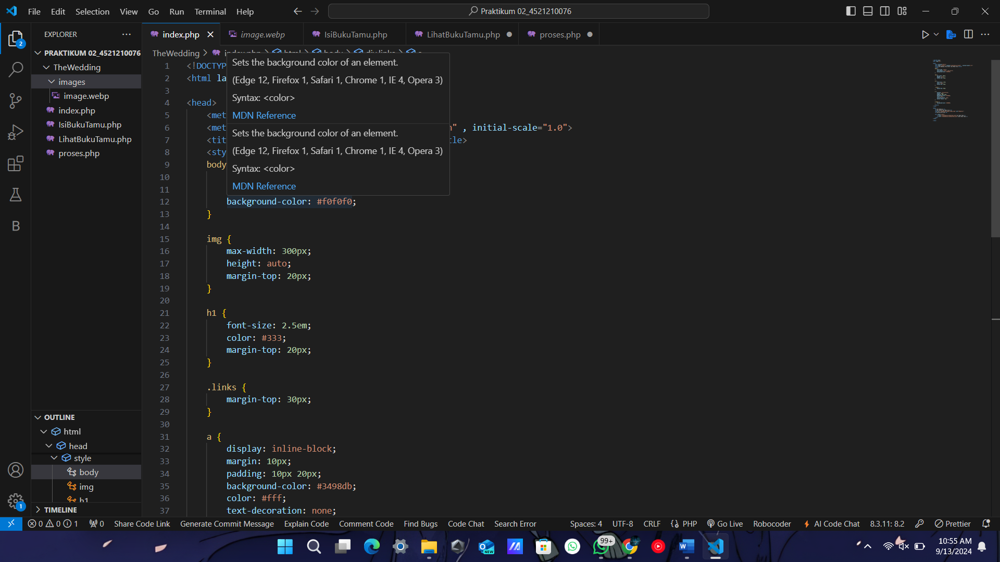 File Edit Selection View Go Run Terminal Help
Praktikum 02_4521210076
2
EXPLORER
PRAKTIKUM 02_4521210076
TheWedding
images
image.webp
index.php
IsiBukuTamu.php
LihatBukuTamu.php
proses.php
index.php image.webp IsiBukuTamu.php LihatBukuTamu.php proses.php
TheWedding > index.php > html > body > div.links > a
Sets the background color of an element.
(Edge 12, Firefox 1, Safari 1, Chrome 1, IE 4, Opera 3)
Syntax: <color>
MDN Reference
Sets the background color of an element.
(Edge 12, Firefox 1, Safari 1, Chrome 1, IE 4, Opera 3)
Syntax: <color>
MDN Reference
1 <!DOCTYP
2 <html la
3
4 <head>
5 <met
6 <met n" , initial-scale="1.0">
7 <tit tle>
8 <sty
9 body
10
11
12 background-color: #f0f0f0;
13 }
14
15 img {
16 max-width: 300px;
17 height: auto;
18 margin-top: 20px;
19 }
20
21 h1 {
22 font-size: 2.5em;
23 color: #333;
24 margin-top: 20px;
25 }
26
27 .links {
28 margin-top: 30px;
29 }
30
31 a {
32 display: inline-block;
33 margin: 10px;
34 padding: 10px 20px;
35 background-color: #3498db;
36 color: #fff;
37 text-decoration: none;
B
OUTLINE
html
head
style
body
img
h1
TIMELINE
1
0 0 1 0 Share Code Link Generate Commit Message Explain Code Comment Code Find Bugs Code Chat Search Error Spaces: 4 UTF-8 CRLF PHP Go Live Robocoder AI Code Chat 8.3.11: 8.2 Prettier
NEW
99+
W
10:55 AM
9/13/2024